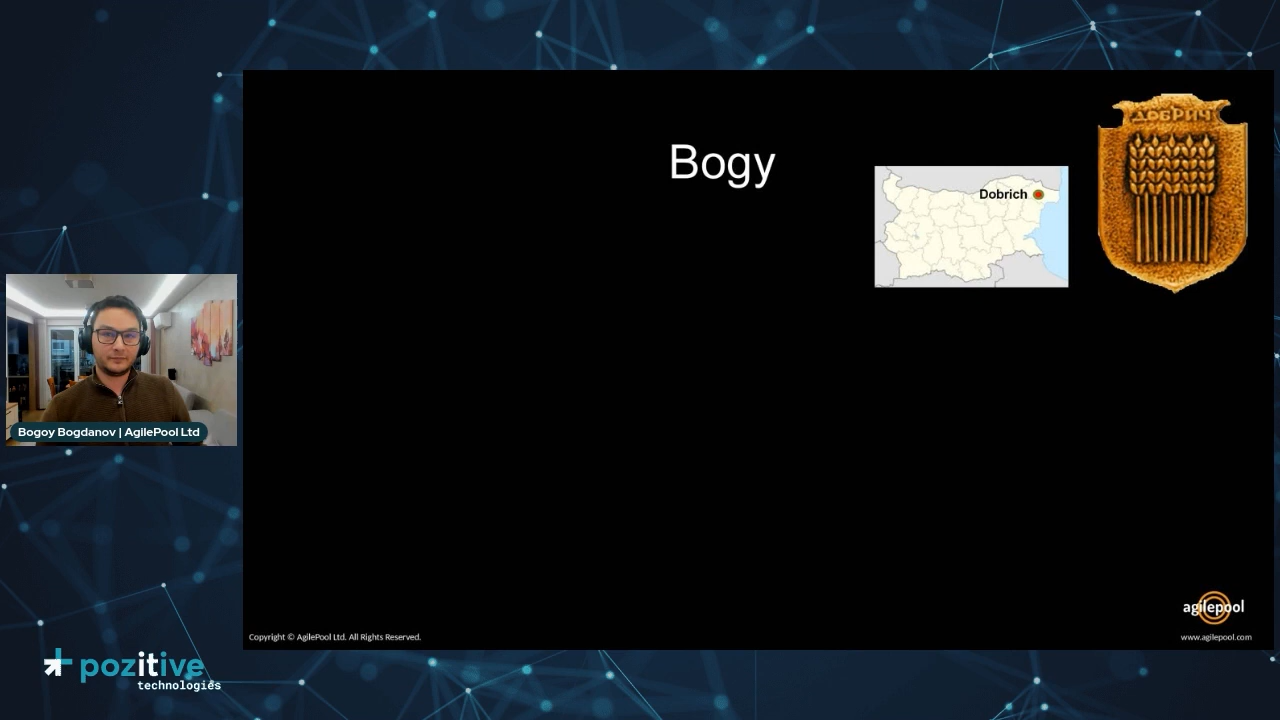 Bogy
Dobrich
ДОБРИЧ
Bogoy Bogdanov | AgilePool Ltd
agilepool
Copyright © AgilePool Ltd. All Rights Reserved.
www.agilepool.com
pozitive
technologies